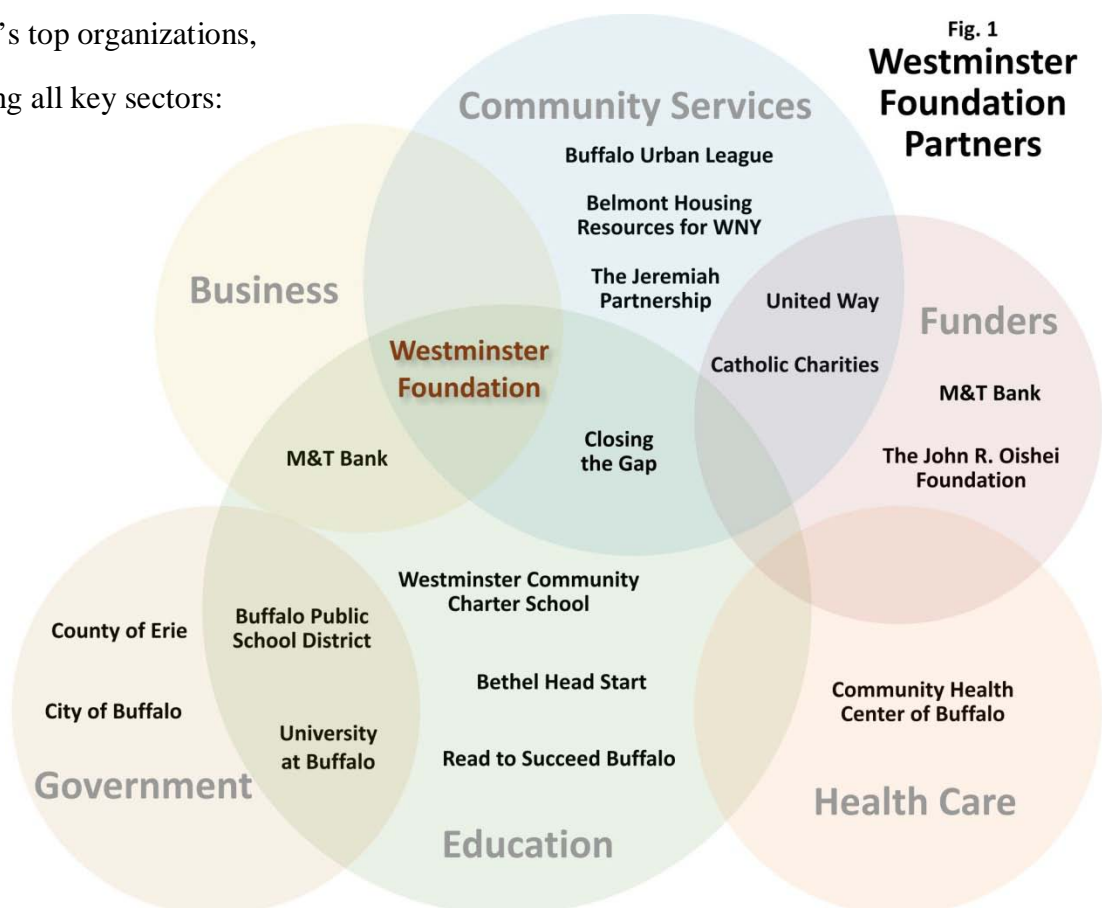 ’s top organizations,
ng all key sectors:
Fig. 1
Westminster
Foundation
Partners
Community Services
Buffalo Urban League
Belmont Housing
Resources for WNY
The Jeremiah
Partnership
Business
United Way
Funders
Westminster
Foundation
Catholic Charities
M&T Bank
M&T Bank
Closing
the Gap
The John R. Oishei
Foundation
Westminster Community
Charter School
County of Erie
Buffalo Public
School District
Bethel Head Start
Community Health
Center of Buffalo
City of Buffalo
University
at Buffalo
Read to Succeed Buffalo
Government
Health Care
Education